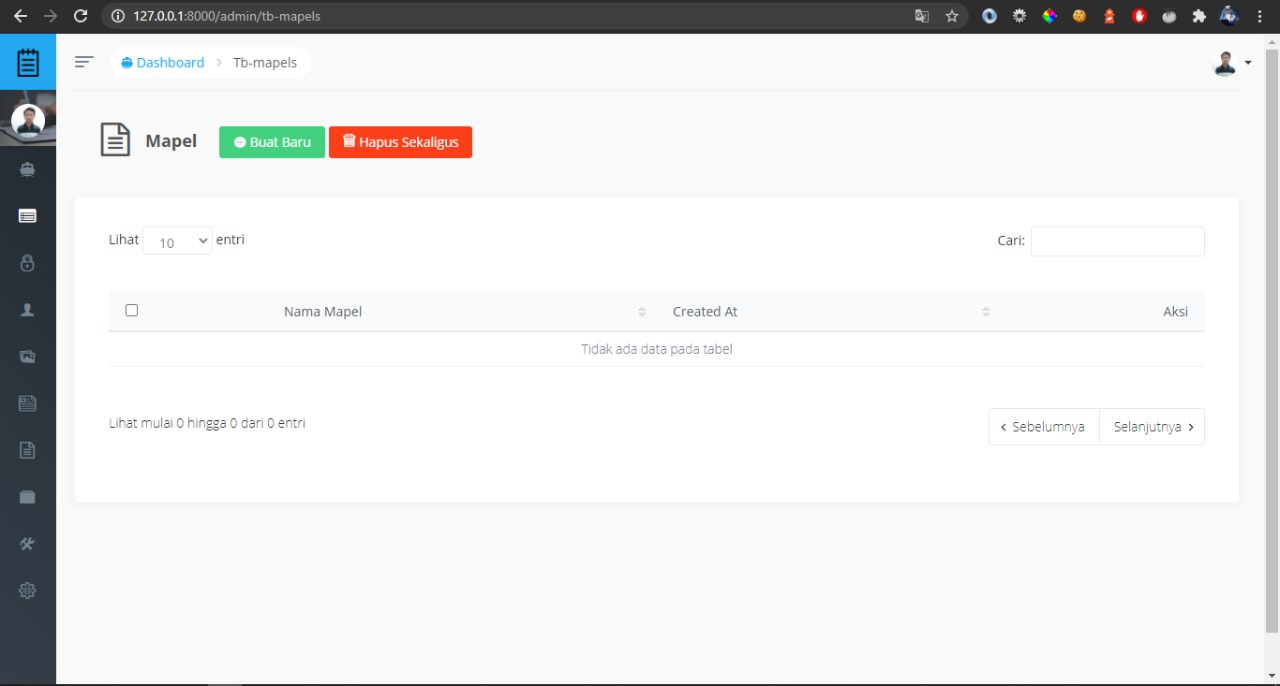 127.0.0.1:8000/admin/tb-mapels
Dashboard > Tb-mapels
Mapel Buat Baru Hapus Sekaligus
Lihat 10 entri Cari:
Nama Mapel Created At Aksi
Tidak ada data pada tabel
Lihat mulai 0 hingga 0 dari 0 entri ‹ Sebelumnya Selanjutnya ›